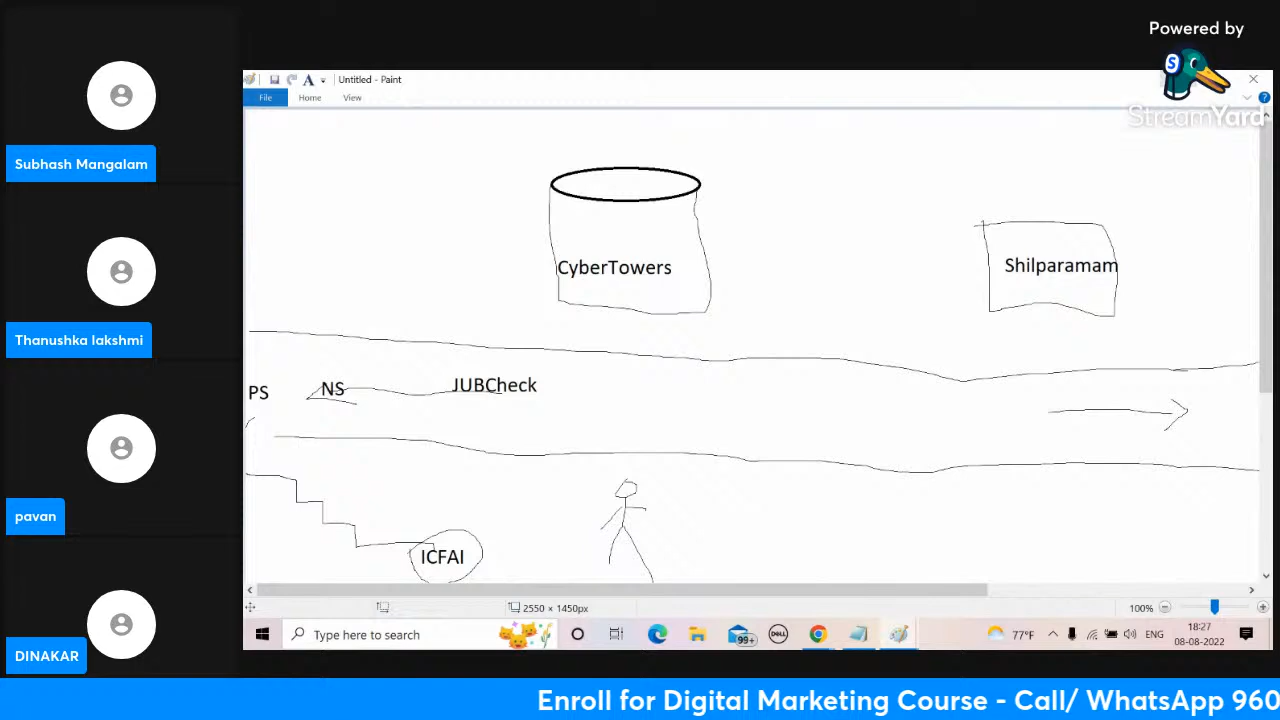 Powered by
StreamYard
Subhash Mangalam
Thanushka lakshmi
pavan
DINAKAR
Untitled - Paint
File Home View
CyberTowers
Shilparamam
PS NS JUBCheck
ICFAI
2550 × 1450px
100%
Type here to search
99+
DELL
77°F
ENG
18:27
08-08-2022
Enroll for Digital Marketing Course - Call/ WhatsApp 960